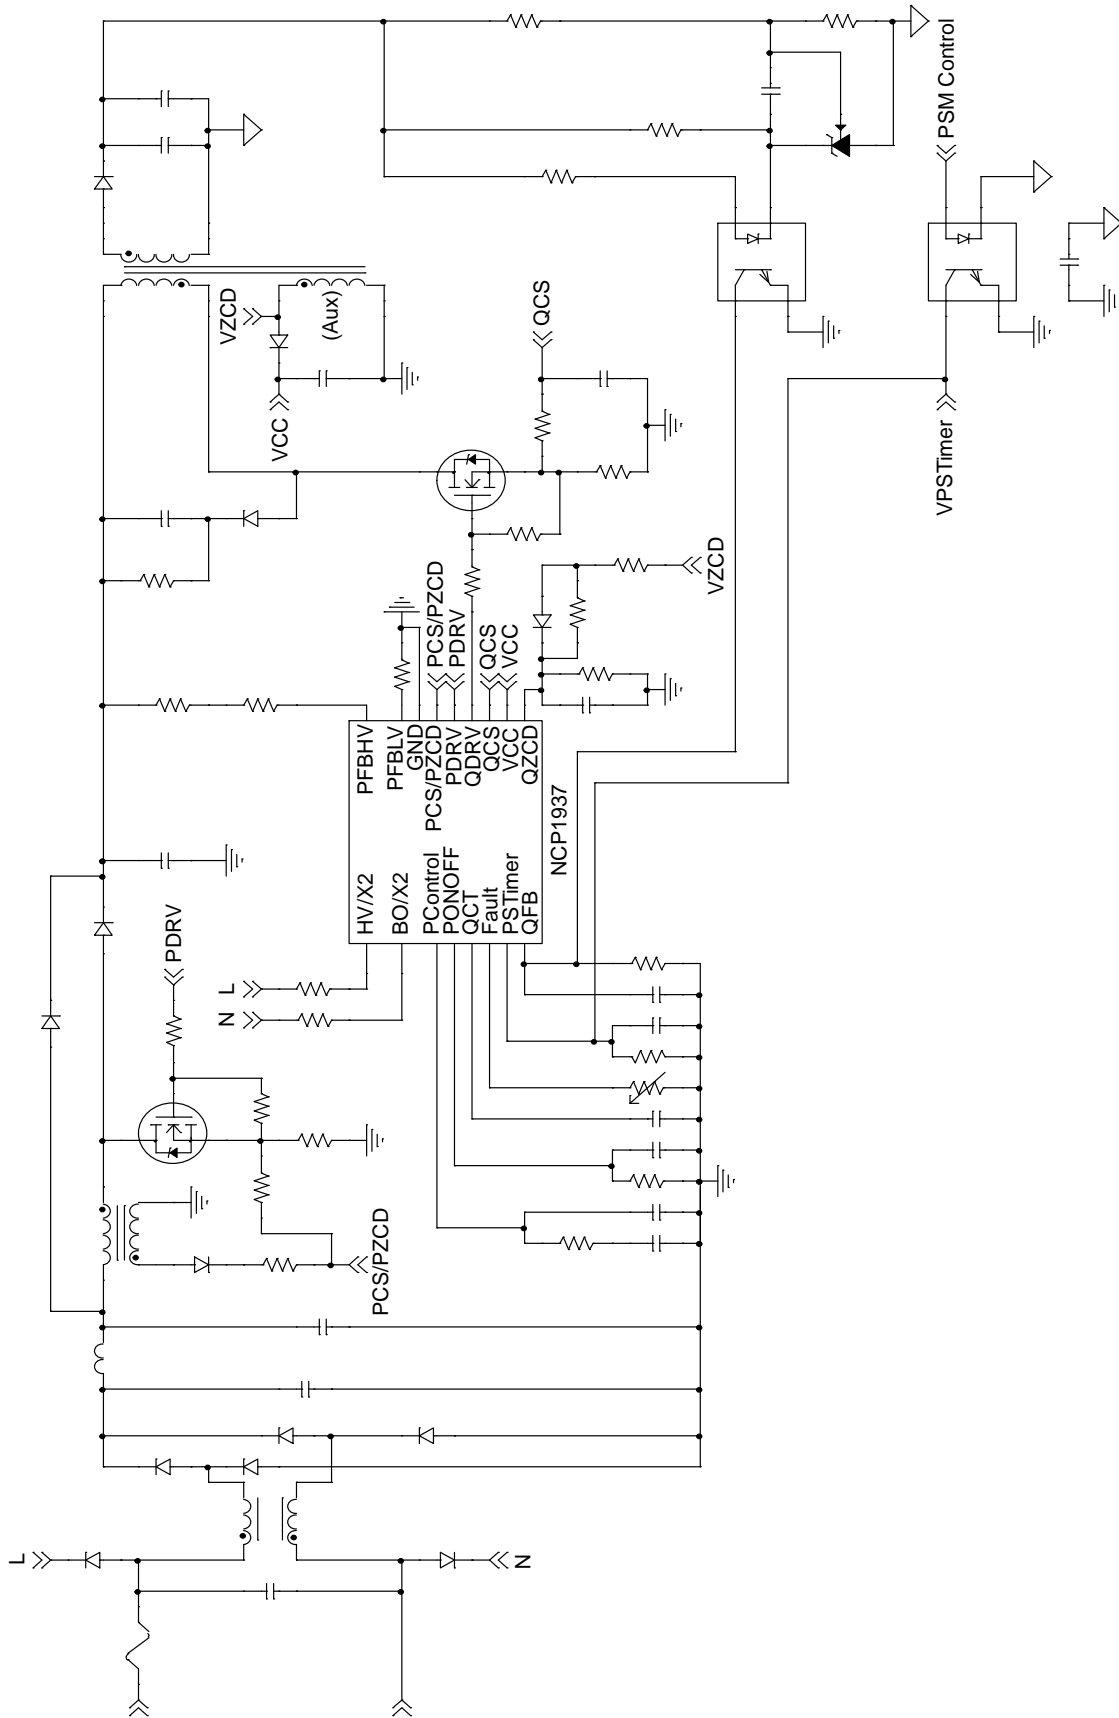 L
N
L
N
PDRV
PCS/PZCD
HV/X2
BO/X2
PControl
PONOFF
QCT
Fault
PSTimer
QFB
PFBHV
PFBLV
GND
PCS/PZCD
PDRV
QDRV
QCS
VCC
QZCD
NCP1937
PCS/PZCD
PDRV
QCS
VCC
VZCD
VCC
VZCD
(Aux)
QCS
VPSTimer
PSM Control